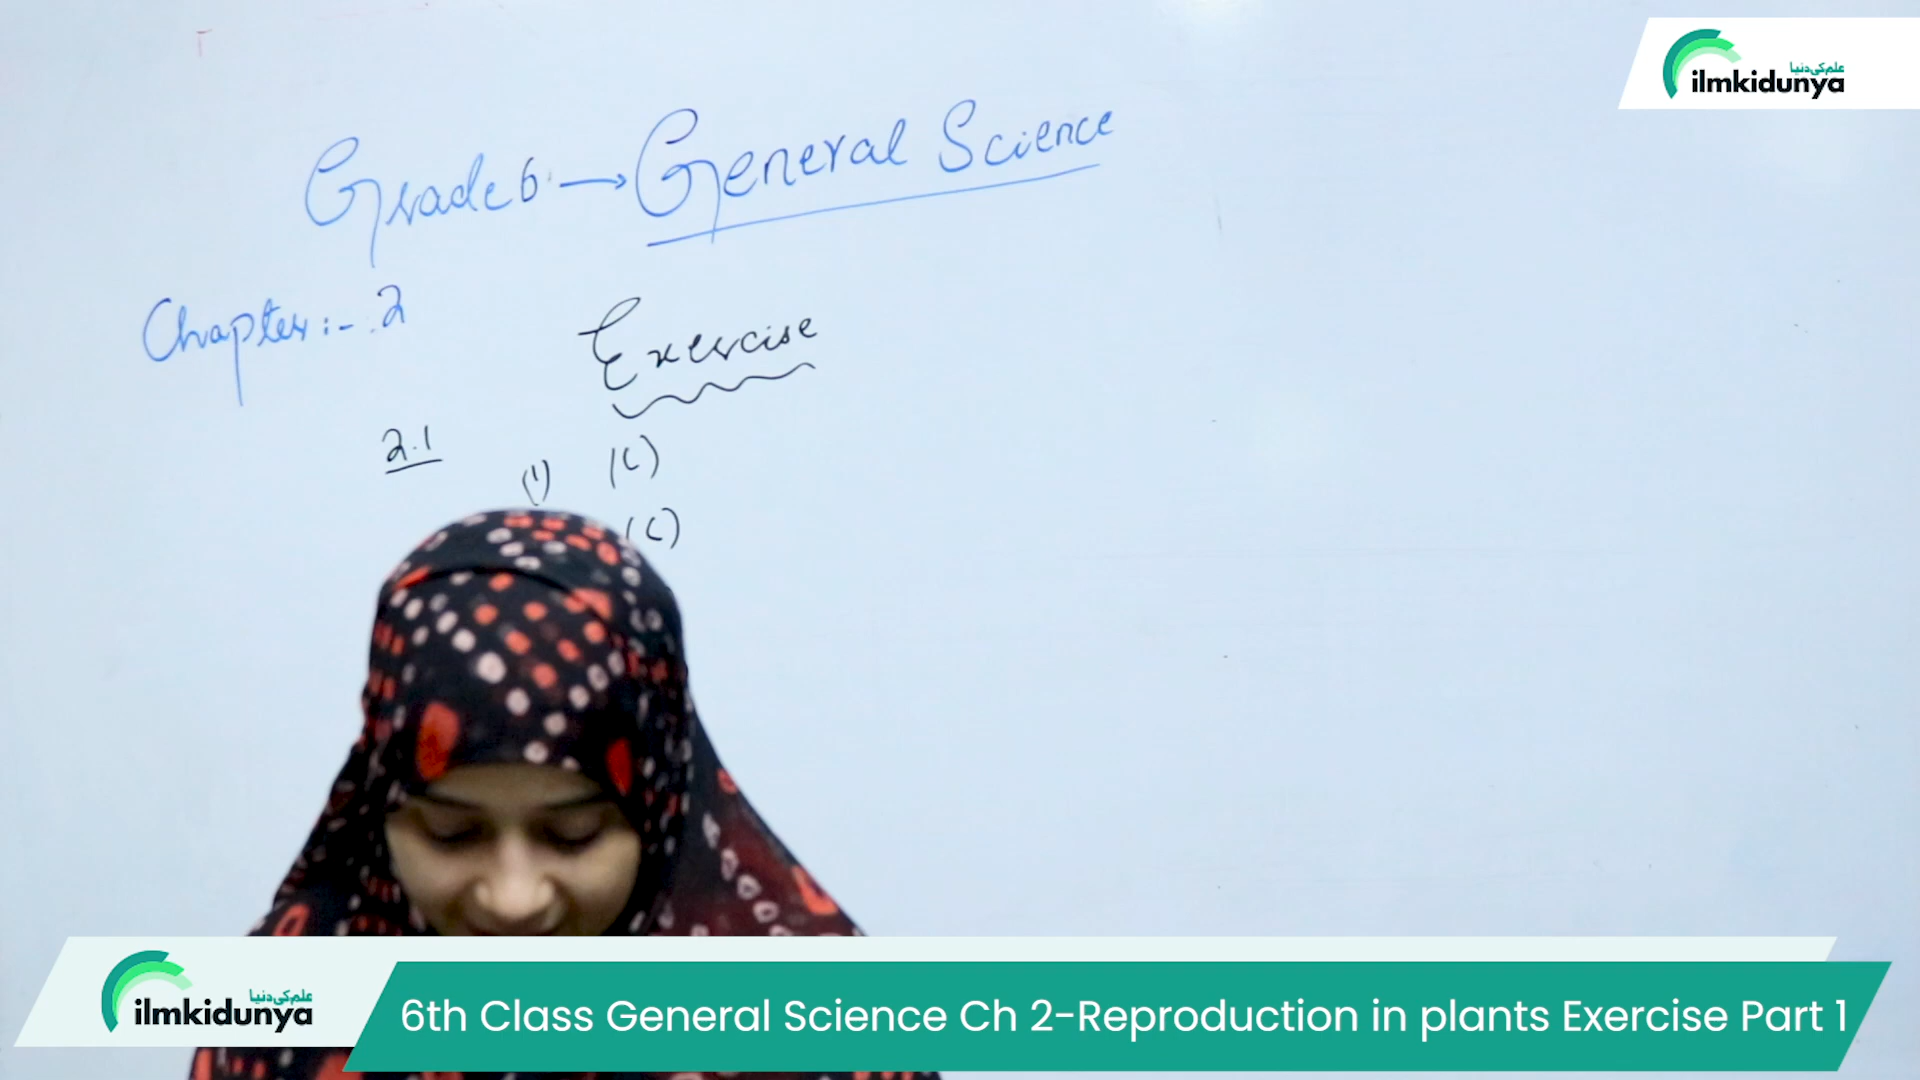 علم کی دنیا
ilmkidunya
Grade 6 → General Science
Chapter :- 2
Exercise
2.1
(1) (C)
(C)
علم کی دنیا
ilmkidunya
6th Class General Science Ch 2-Reproduction in plants Exercise Part 1